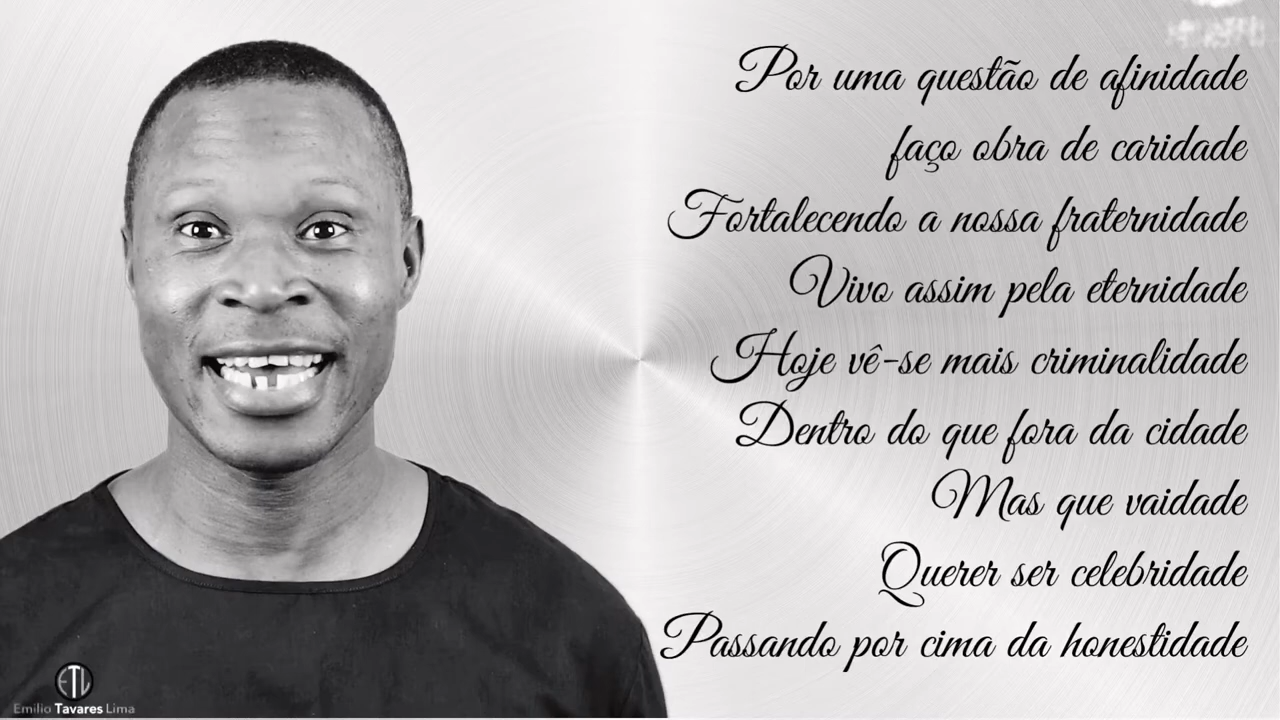 Por uma questão de afinidade
faço obra de caridade
Fortalecendo a nossa fraternidade
Vivo assim pela eternidade
Hoje vê-se mais criminalidade
Dentro do que fora da cidade
Mas que vaidade
Querer ser celebridade
Passando por cima da honestidade
ETL
Emilio Tavares Lima